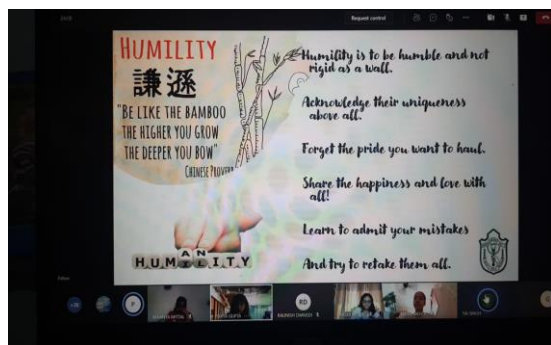 Request control
HUMILITY
謙遜
"BE LIKE THE BAMBOO
THE HIGHER YOU GROW
THE DEEPER YOU BOW"
CHINESE PROVERB
HUMANILITY
Humility is to be humble and not
rigid as a wall.
Acknowledge their uniqueness
above all.
Forget the pride you want to haul.
Share the happiness and love with
all!
Learn to admit your mistakes
And try to retake them all.
RD
GUPTA